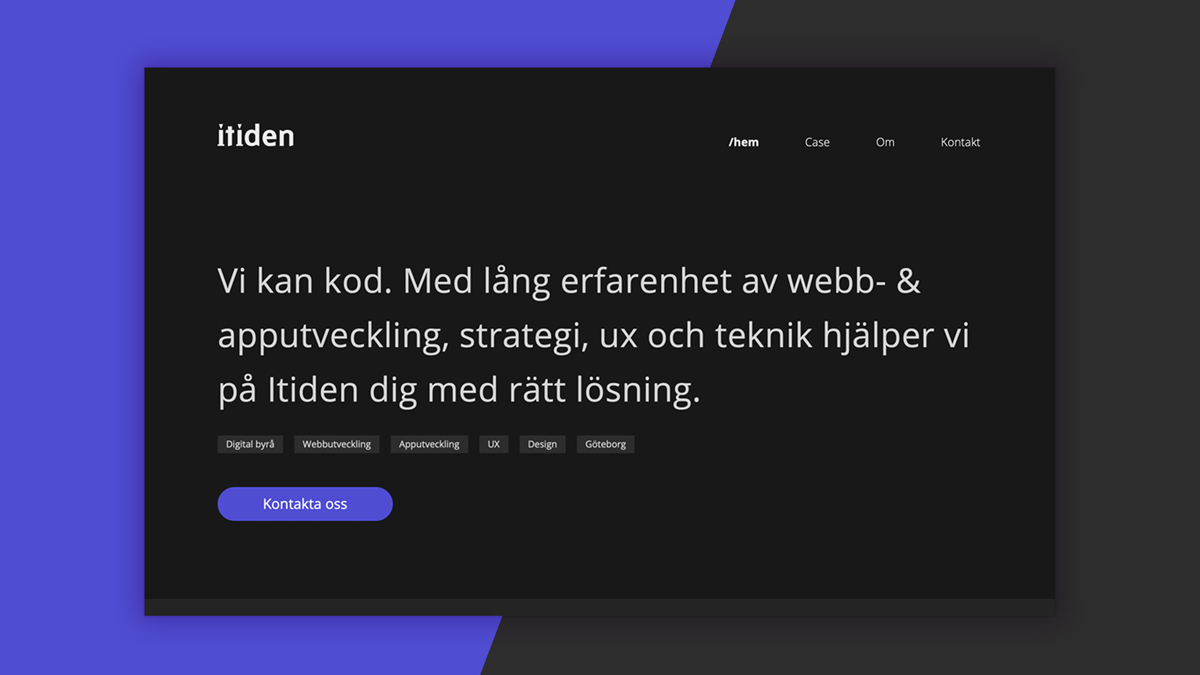 itiden
/hem Case Om Kontakt
Vi kan kod. Med lång erfarenhet av webb- &
apputveckling, strategi, ux och teknik hjälper vi
på Itiden dig med rätt lösning.
Digital byrå Webbutveckling Apputveckling UX Design Göteborg
Kontakta oss